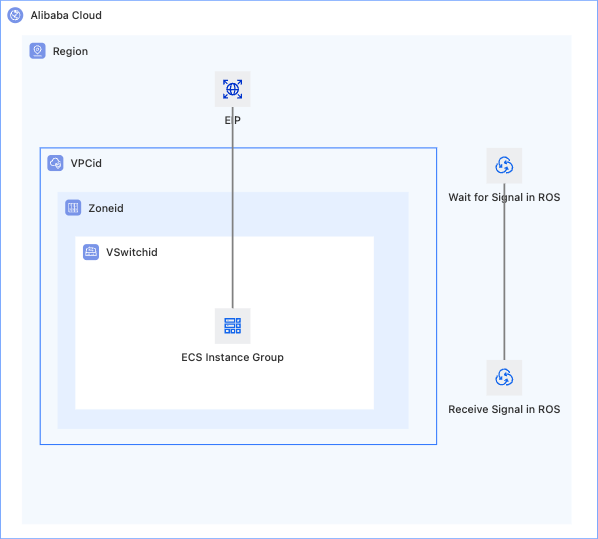 Alibaba Cloud
Region
EIP
VPCid
Wait for Signal in ROS
Zoneid
VSwitchid
ECS Instance Group
Receive Signal in ROS